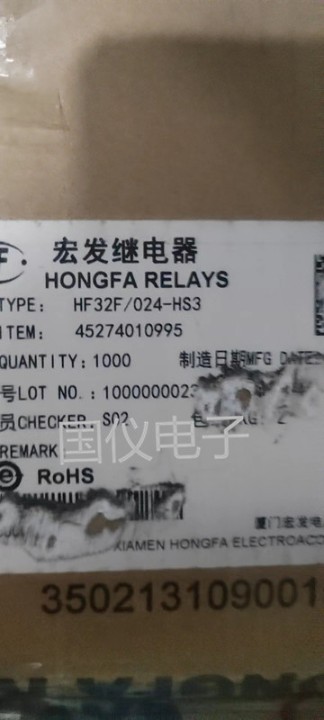 宏发继电器
HONGFA RELAYS
TYPE: HF32F/024-HS3
ITEM: 45274010995
QUANTITY: 1000 制造日期MFG DATE
号LOT NO.: 1000000023
员CHECKER: S02
REMARK
国仪电子
RoHS
厦门宏发电
XIAMEN HONGFA ELECTROACO
350213109001